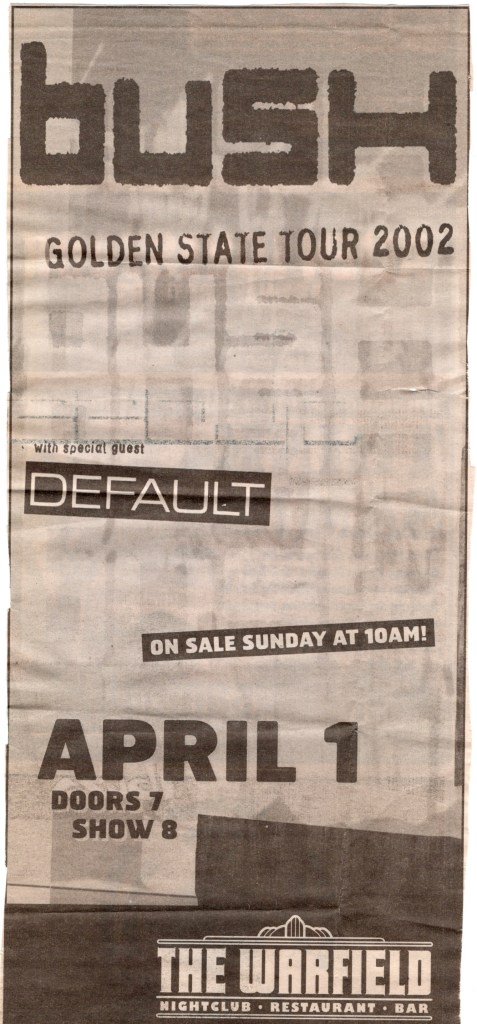 bush
GOLDEN STATE TOUR 2002
with special guest
DEFAULT
ON SALE SUNDAY AT 10AM!
APRIL 1
DOORS 7
SHOW 8
THE WARFIELD
NIGHTCLUB · RESTAURANT · BAR